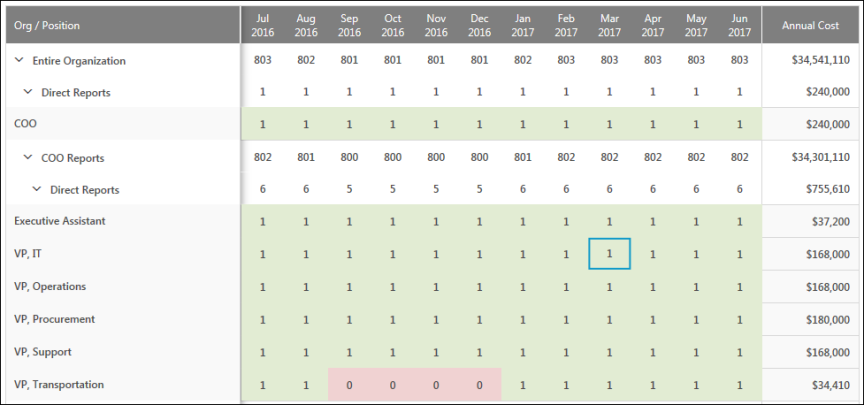 Org / Position Jul 2016 Aug 2016 Sep 2016 Oct 2016 Nov 2016 Dec 2016 Jan 2017 Feb 2017 Mar 2017 Apr 2017 May 2017 Jun 2017 Annual Cost
Entire Organization 803 802 801 801 801 801 802 803 803 803 803 803 $34,541,110
Direct Reports 1 1 1 1 1 1 1 1 1 1 1 1 $240,000
COO 1 1 1 1 1 1 1 1 1 1 1 1 $240,000
COO Reports 802 801 800 800 800 800 801 802 802 802 802 802 $34,301,110
Direct Reports 6 6 5 5 5 5 6 6 6 6 6 6 $755,610
Executive Assistant 1 1 1 1 1 1 1 1 1 1 1 1 $37,200
VP, IT 1 1 1 1 1 1 1 1 1 1 1 1 $168,000
VP, Operations 1 1 1 1 1 1 1 1 1 1 1 1 $168,000
VP, Procurement 1 1 1 1 1 1 1 1 1 1 1 1 $180,000
VP, Support 1 1 1 1 1 1 1 1 1 1 1 1 $168,000
VP, Transportation 1 1 0 0 0 0 1 1 1 1 1 1 $34,410